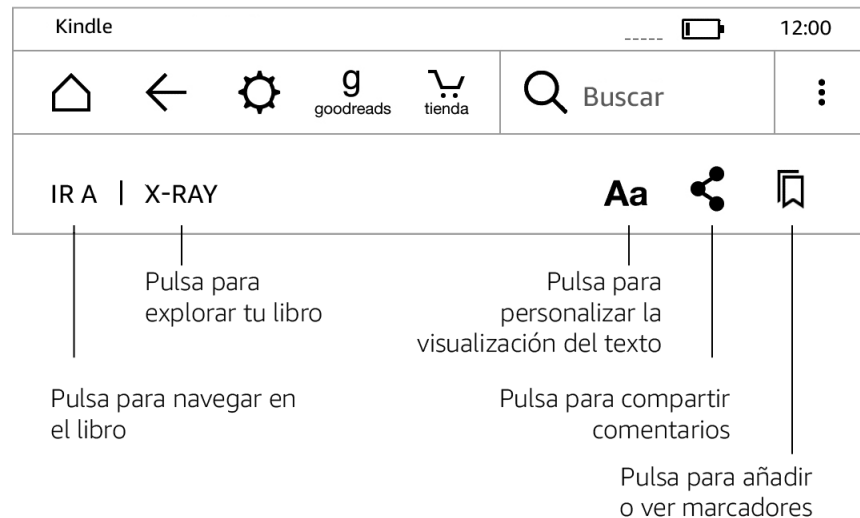 Kindle
12:00
g
goodreads
tienda
Buscar
IR A | X-RAY
Aa
Pulsa para
explorar tu libro
Pulsa para
personalizar la
visualización del texto
Pulsa para navegar en
el libro
Pulsa para compartir
comentarios
Pulsa para añadir
o ver marcadores